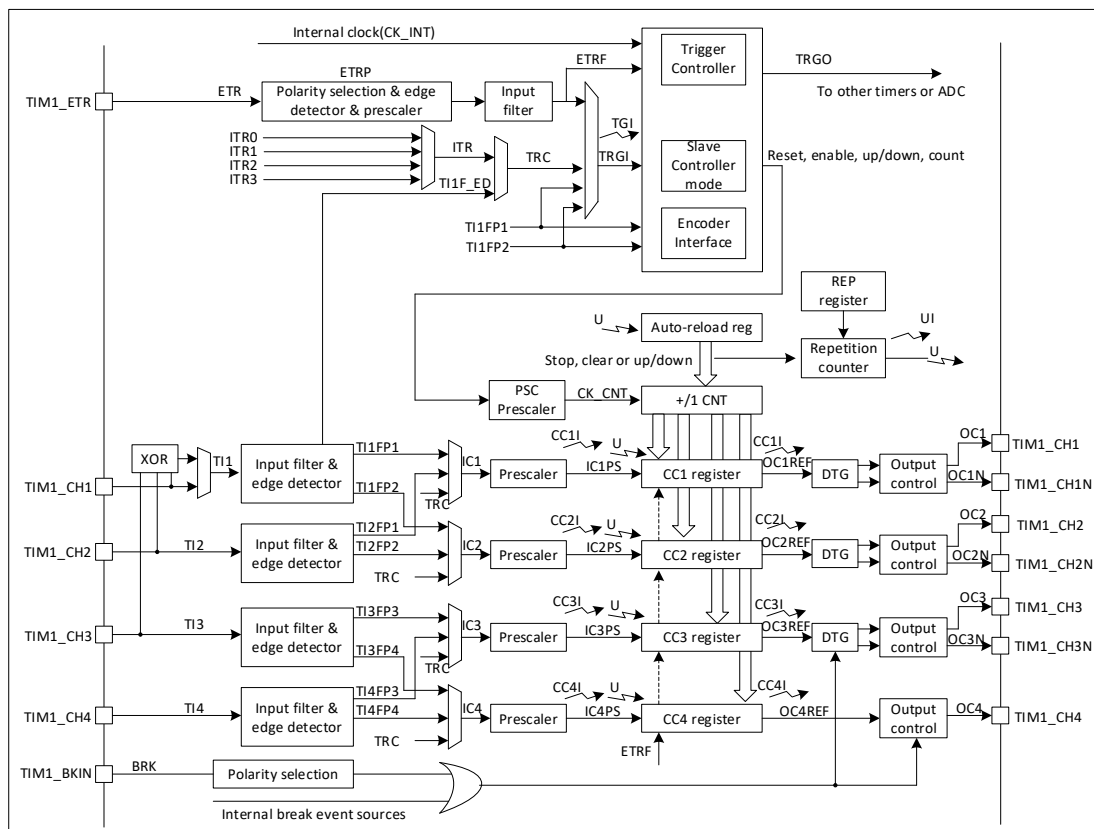 Internal clock(CK_INT)
Trigger
Controller
ETRF
TRGO
To other timers or ADC
ETRP
TIM1_ETR
ETR
Polarity selection & edge
detector & prescaler
Input
filter
TGI
ITR0
ITR1
ITR2
ITR3
ITR
TRC
TRGI
Slave
Controller
mode
Reset, enable, up/down, count
TI1F_ED
TI1FP1
TI1FP2
Encoder
Interface
REP
register
U
Auto-reload reg
UI
Stop, clear or up/down
Repetition
counter
U
PSC
Prescaler
CK_CNT
+/1 CNT
XOR
TI1
Input filter &
edge detector
TI1FP1
TI1FP2
TRC
IC1
Prescaler
IC1PS
CC1I
U
CC1 register
CC1I
OC1REF
DTG
Output
control
OC1
OC1N
TIM1_CH1
TIM1_CH1N
TIM1_CH1
TIM1_CH2
TI2
Input filter &
edge detector
TI2FP1
TI2FP2
TRC
IC2
Prescaler
IC2PS
CC2I
U
CC2 register
CC2I
OC2REF
DTG
Output
control
OC2
OC2N
TIM1_CH2
TIM1_CH2N
TIM1_CH3
TI3
Input filter &
edge detector
TI3FP3
TI3FP4
TRC
IC3
Prescaler
IC3PS
CC3I
U
CC3 register
CC3I
OC3REF
DTG
Output
control
OC3
OC3N
TIM1_CH3
TIM1_CH3N
TIM1_CH4
TI4
Input filter &
edge detector
TI4FP3
TI4FP4
TRC
IC4
Prescaler
IC4PS
CC4I
U
CC4 register
CC4I
OC4REF
Output
control
OC4
TIM1_CH4
ETRF
TIM1_BKIN
BRK
Polarity selection
Internal break event sources